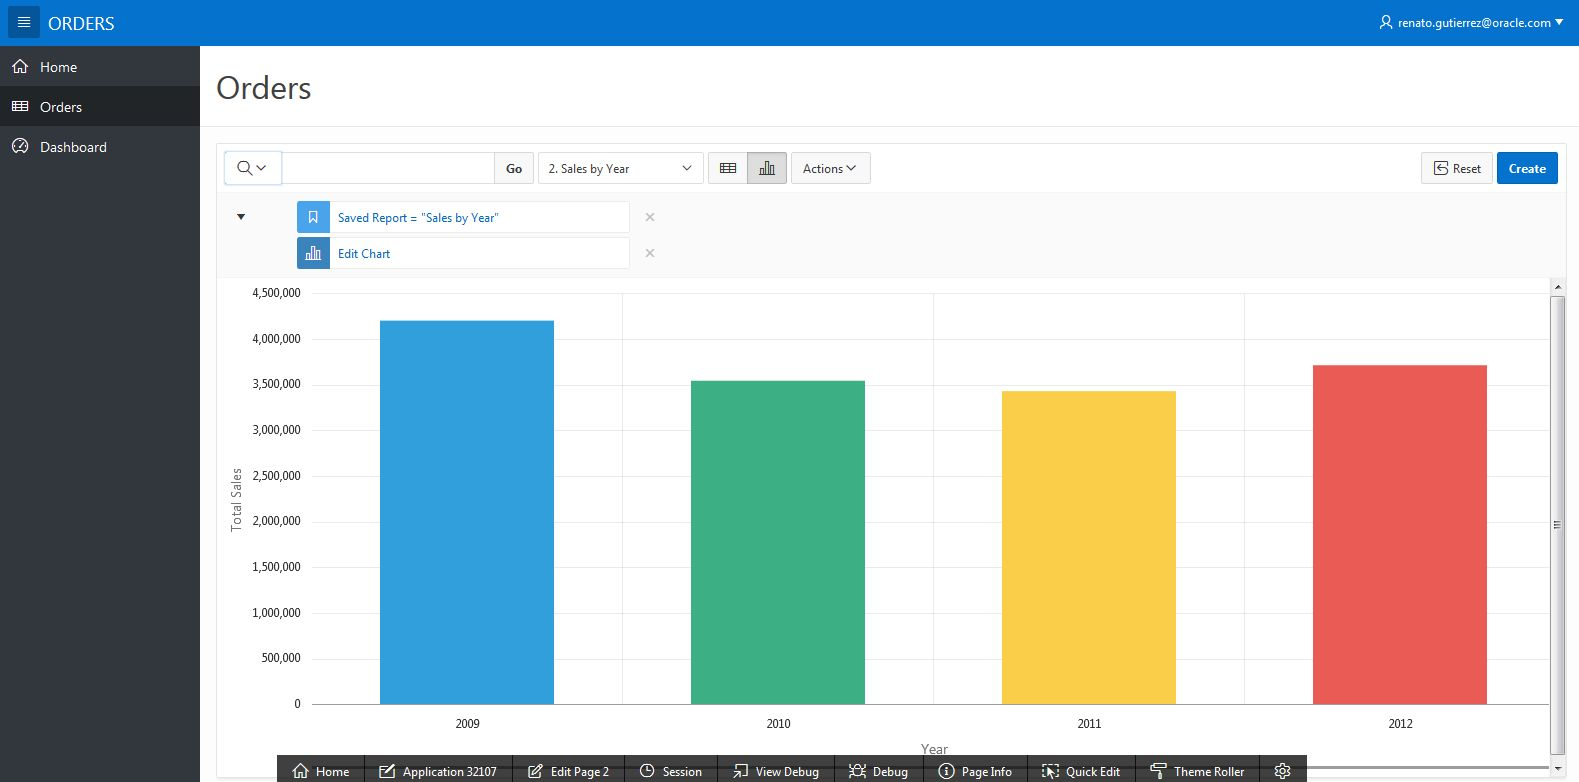 ORDERS renato.gutierrez@oracle.com
Home
Orders
Dashboard
Orders
Go 2. Sales by Year Actions Reset Create
Saved Report = "Sales by Year"
Edit Chart
4,500,000
4,000,000
3,500,000
3,000,000
2,500,000
2,000,000
1,500,000
1,000,000
500,000
0
Total Sales
2009 2010 2011 2012
Year
Home Application 32107 Edit Page 2 Session View Debug Debug Page Info Quick Edit Theme Roller